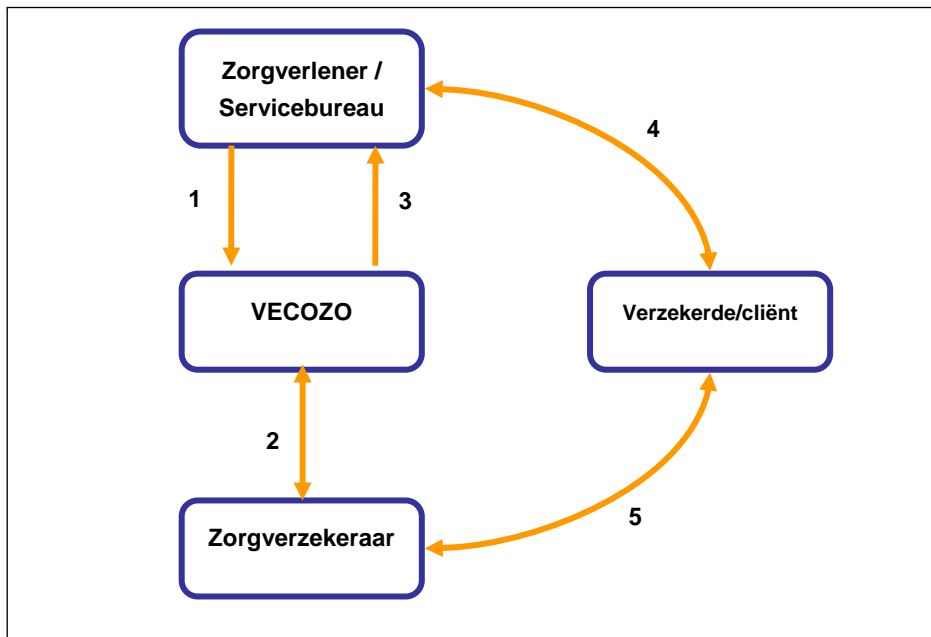 Zorgverlener /
Servicebureau
4
1
3
VECOZO
Verzekerde/cliënt
2
5
Zorgverzekeraar